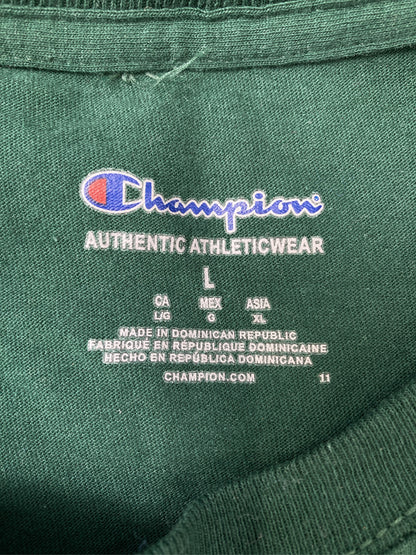 Champion
AUTHENTIC ATHLETICWEAR
L
CA MEX ASIA
L/G G XL
MADE IN DOMINICAN REPUBLIC
FABRIQUÉ EN RÉPUBLIQUE DOMINICAINE
HECHO EN REPÚBLICA DOMINICANA
CHAMPION.COM 11